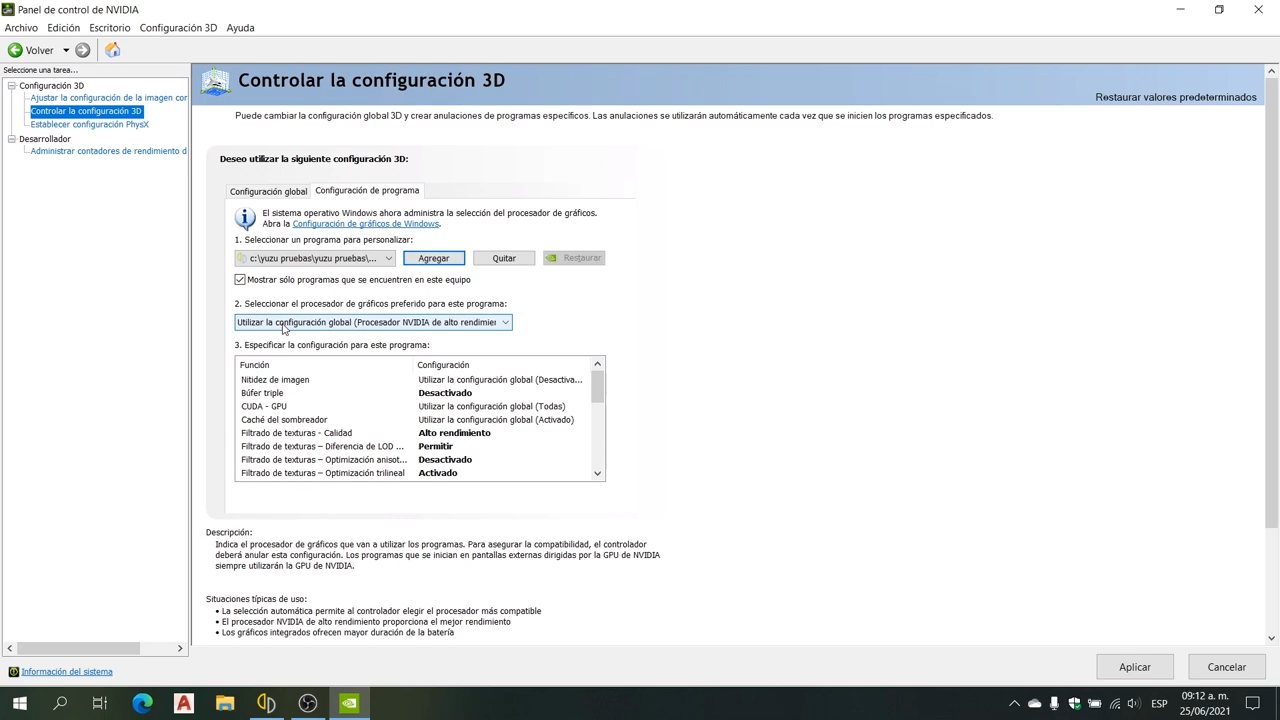 Panel de control de NVIDIA
Archivo Edición Escritorio Configuración 3D Ayuda
Volver
Seleccione una tarea...
Configuración 3D
Ajustar la configuración de la imagen cor
Controlar la configuración 3D
Establecer configuración PhysX
Desarrollador
Administrar contadores de rendimiento d
Información del sistema
Controlar la configuración 3D
Restaurar valores predeterminados
Puede cambiar la configuración global 3D y crear anulaciones de programas específicos. Las anulaciones se utilizarán automáticamente cada vez que se inicien los programas especificados.
Deseo utilizar la siguiente configuración 3D:
Configuración global Configuración de programa
El sistema operativo Windows ahora administra la selección del procesador de gráficos.
Abra la Configuración de gráficos de Windows.
1. Seleccionar un programa para personalizar:
c:\yuzu pruebas\yuzu pruebas\... Agregar Quitar Restaurar
Mostrar sólo programas que se encuentren en este equipo
2. Seleccionar el procesador de gráficos preferido para este programa:
Utilizar la configuración global (Procesador NVIDIA de alto rendimier
3. Especificar la configuración para este programa:
Función Configuración
Nitidez de imagen Utilizar la configuración global (Desactiva...
Búfer triple Desactivado
CUDA - GPU Utilizar la configuración global (Todas)
Caché del sombreador Utilizar la configuración global (Activado)
Filtrado de texturas - Calidad Alto rendimiento
Filtrado de texturas – Diferencia de LOD ... Permitir
Filtrado de texturas – Optimización anisot... Desactivado
Filtrado de texturas – Optimización trilineal Activado
Descripción:
Indica el procesador de gráficos que van a utilizar los programas. Para asegurar la compatibilidad, el controlador
deberá anular esta configuración. Los programas que se inician en pantallas externas dirigidas por la GPU de NVIDIA
siempre utilizarán la GPU de NVIDIA.
Situaciones típicas de uso:
• La selección automática permite al controlador elegir el procesador más compatible
• El procesador NVIDIA de alto rendimiento proporciona el mejor rendimiento
• Los gráficos integrados ofrecen mayor duración de la batería
Aplicar Cancelar
ESP
09:12 a. m.
25/06/2021